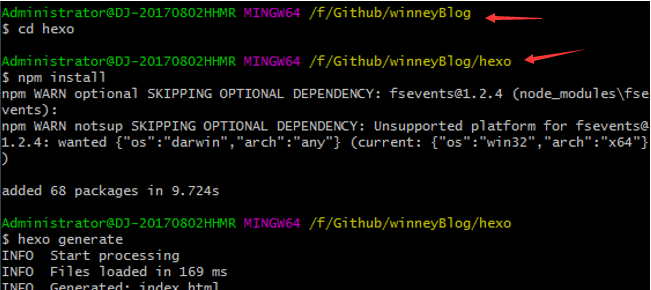 Administrator@DJ-20170802HHMR MINGW64 /f/Github/winneyBlog
$ cd hexo
Administrator@DJ-20170802HHMR MINGW64 /f/Github/winneyBlog/hexo
$ npm install
npm WARN optional SKIPPING OPTIONAL DEPENDENCY: fsevents@1.2.4 (node_modules\fse
vents):
npm WARN notsup SKIPPING OPTIONAL DEPENDENCY: Unsupported platform for fsevents@
1.2.4: wanted {"os":"darwin","arch":"any"} (current: {"os":"win32","arch":"x64"}
)
added 68 packages in 9.724s
Administrator@DJ-20170802HHMR MINGW64 /f/Github/winneyBlog/hexo
$ hexo generate
INFO  Start processing
INFO  Files loaded in 169 ms
INFO  Generated: index.html